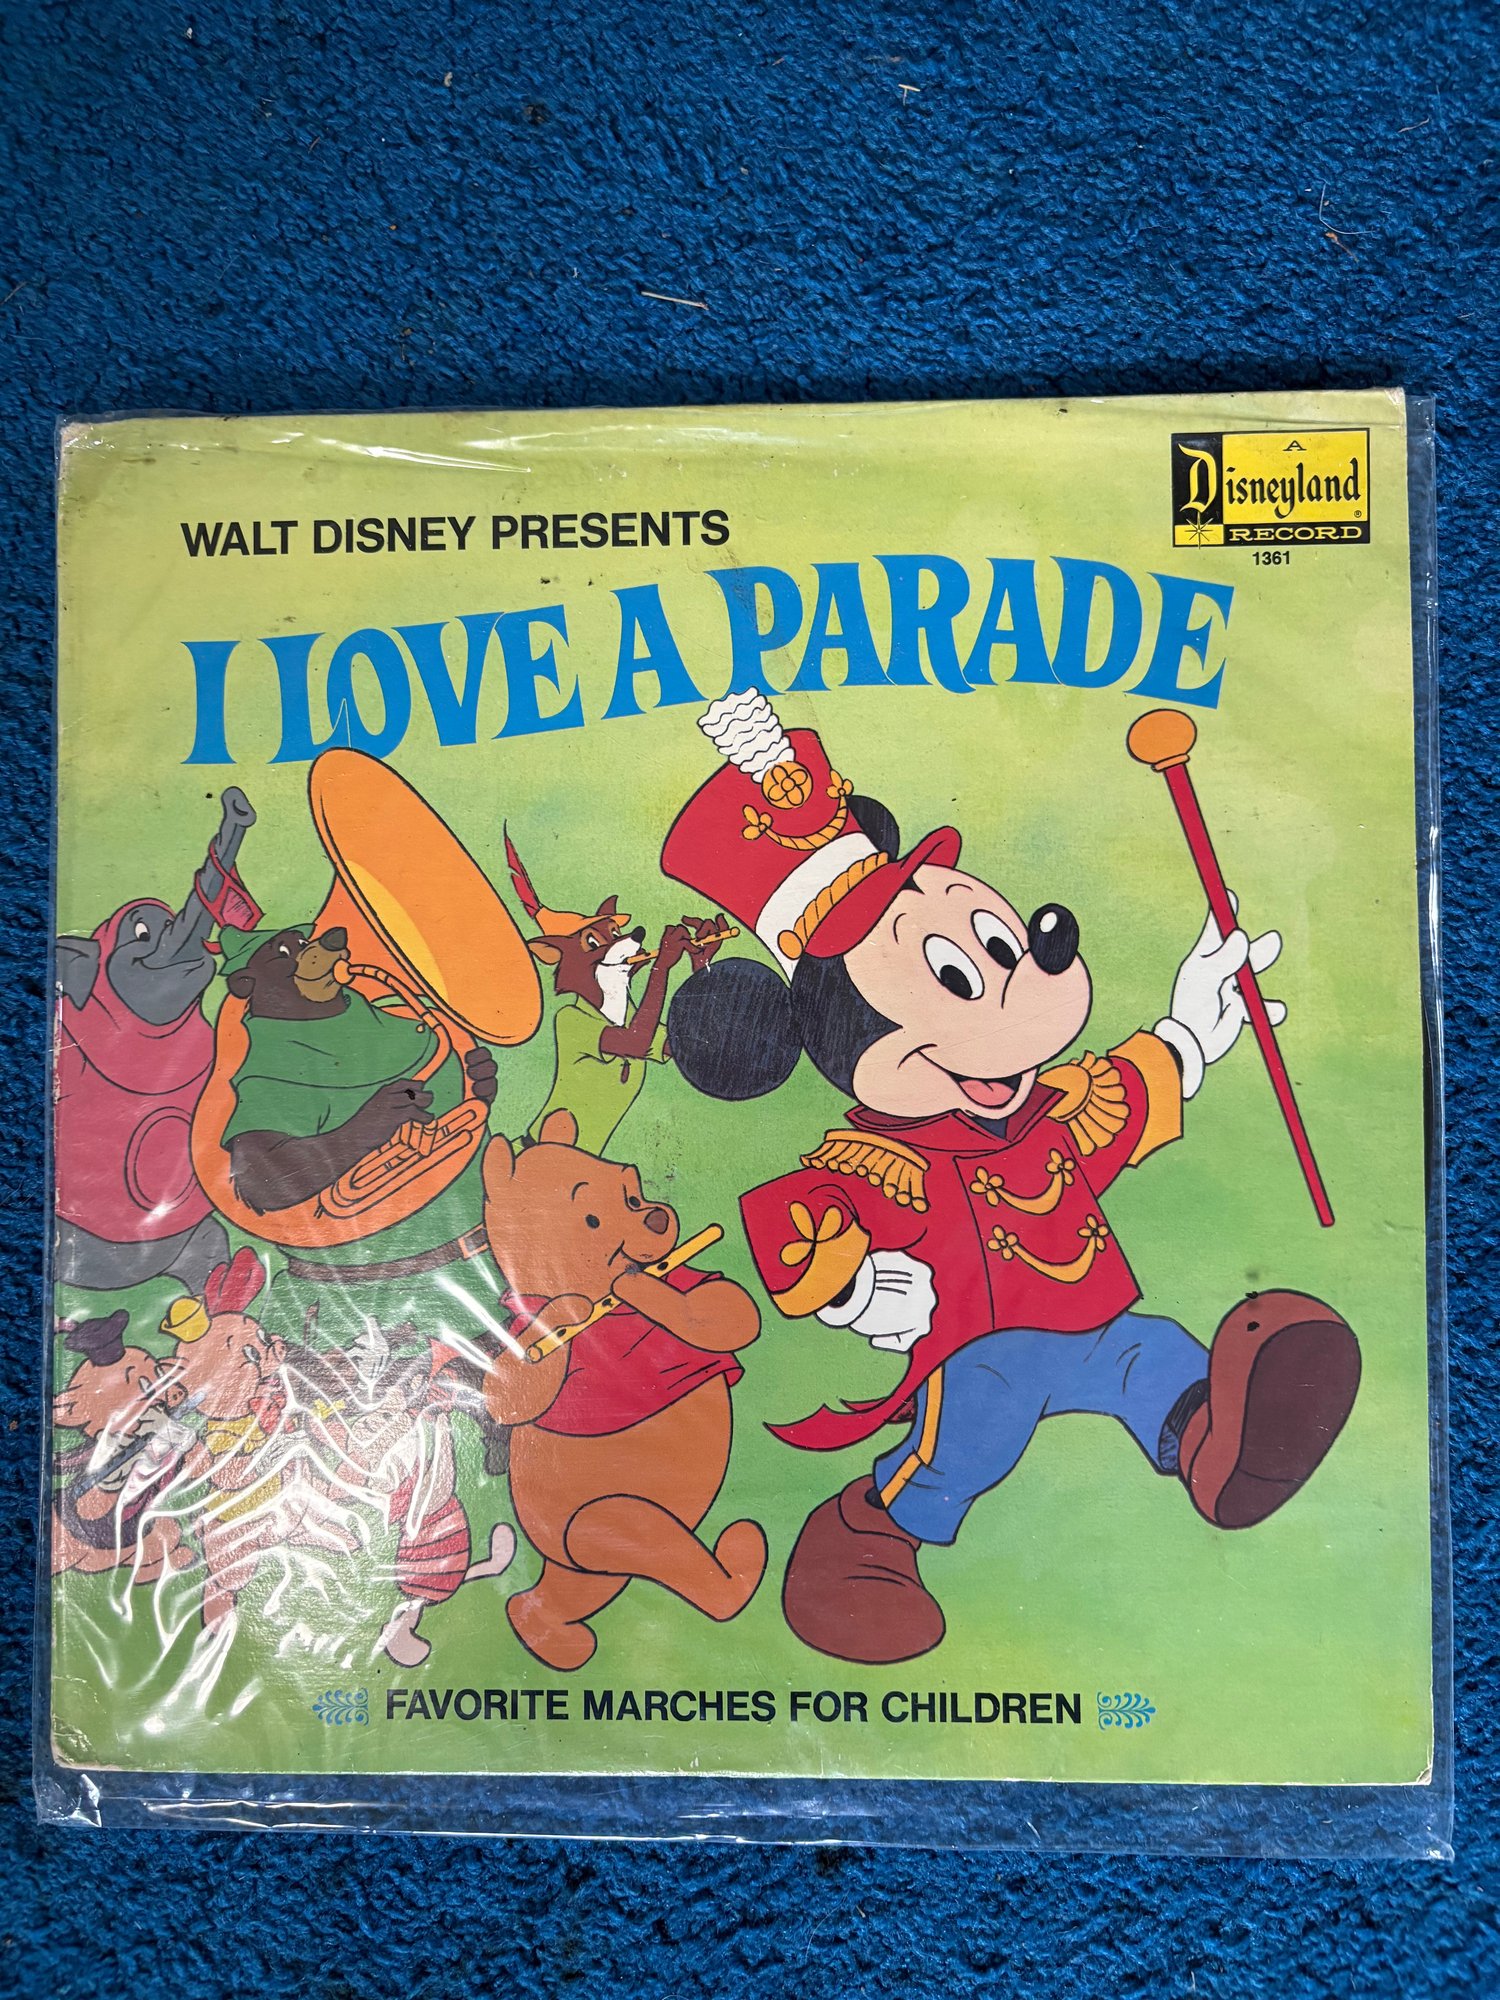 A
Disneyland ®
RECORD
1361
WALT DISNEY PRESENTS
I LOVE A PARADE
FAVORITE MARCHES FOR CHILDREN